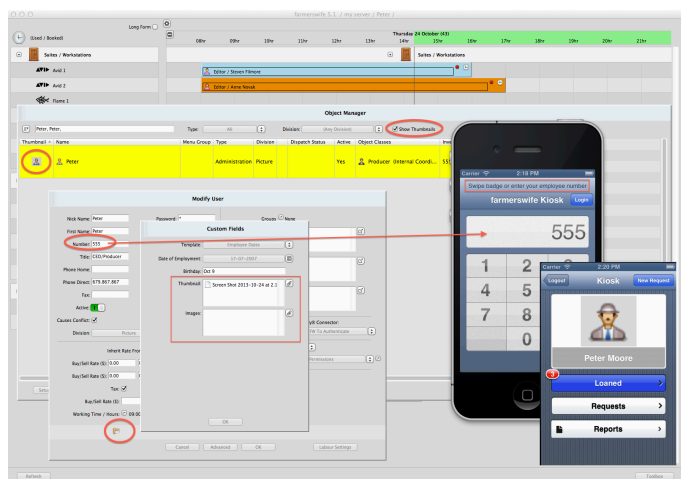 farmerswife 5.1 / my server / Peter /
Long Form
(Used / Booked)
Thursday 24 October (43)
08hr 09hr 10hr 11hr 12hr 13hr 14hr 15hr 16hr 17hr 18hr 19hr 20hr 21hr
Suites / Workstations
Suites / Workstations
Avid 1
Editor / Steven Filmore
Avid 2
Editor / Anne Novak
Flame 1
Object Manager
Peter, Peter,
Type: All
Division: (Any Division)
Show Thumbnails
Thumbnail Name Menu Group Type Division Dispatch Status Active Object Classes
Peter Administration Picture Yes Producer (Internal Coordi...
Modify User
Nick Name: Peter
Password: *
Groups: None
First Name: Peter
Number: 555
Title: CEO/Producer
Phone Home:
Phone Direct: 679.867.867
Fax:
Active:
Causes Conflict:
Division: Picture
Inherit Rate From
Buy/Sell Rate ($): 0.00
Buy/Sell Rate ($): 0.00
Tax:
Buy/Sell Rate ($):
Working Time / Hours: 09:00
Cancel Advanced OK Labour Settings
Custom Fields
Template: Employee Dates
Date of Employment: 17-07-2007
Birthday: Oct 9
Thumbnail: Screen Shot 2013-10-24 at 2.1
Images:
OK
Carrier 2:18 PM
Swipe badge or enter your employee number
farmerswife Kiosk Login
555
1 2
4 5
7 8
0
Carrier 2:20 PM
Logout Kiosk New Request
Peter Moore
3
Loaned
Requests
Reports
Refresh
Toolbox